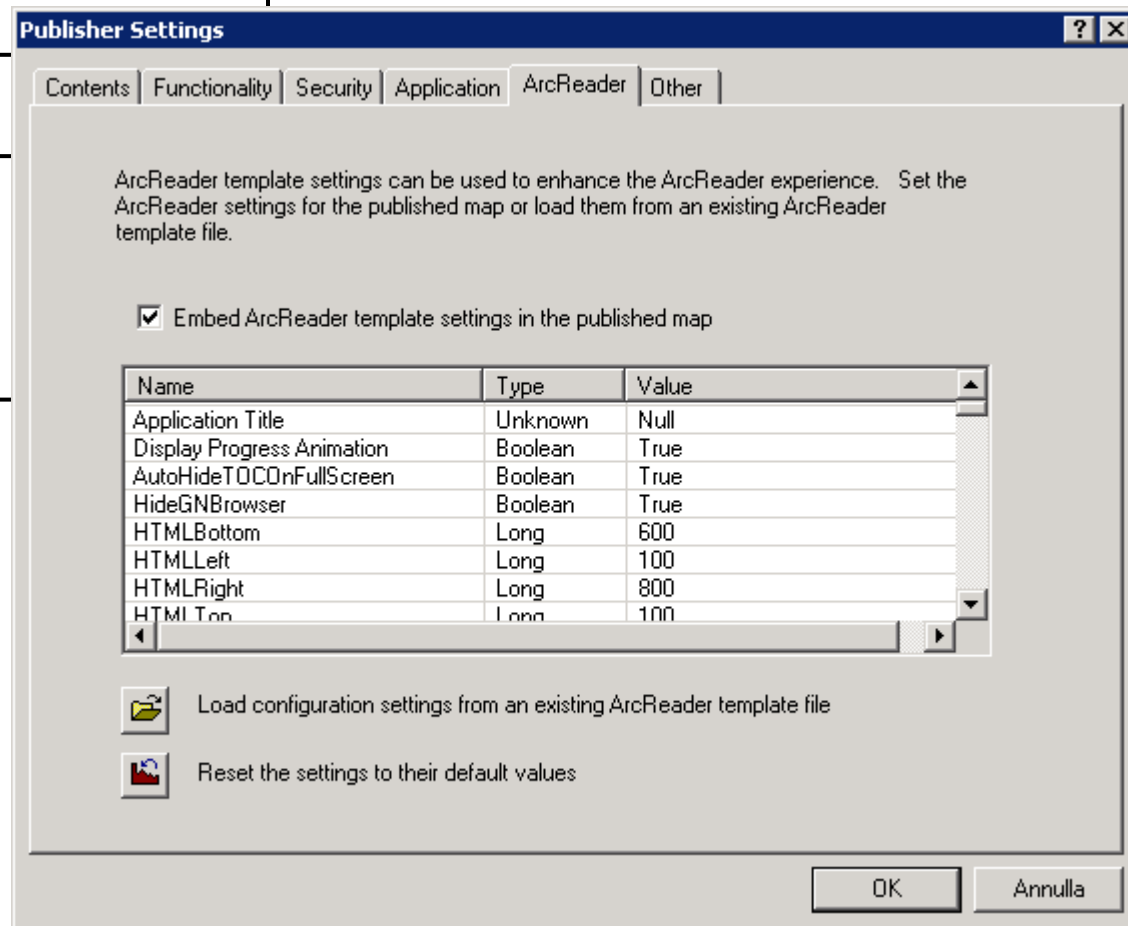 Publisher Settings
Contents Functionality Security Application ArcReader Other
ArcReader template settings can be used to enhance the ArcReader experience. Set the
ArcReader settings for the published map or load them from an existing ArcReader
template file.
Embed ArcReader template settings in the published map
Name Type Value
Application Title Unknown Null
Display Progress Animation Boolean True
AutoHideTOCOnFullScreen Boolean True
HideGNBrowser Boolean True
HTMLBottom Long 600
HTMLLeft Long 100
HTMLRight Long 800
HTMLTop Long 100
Load configuration settings from an existing ArcReader template file
Reset the settings to their default values
OK Annulla